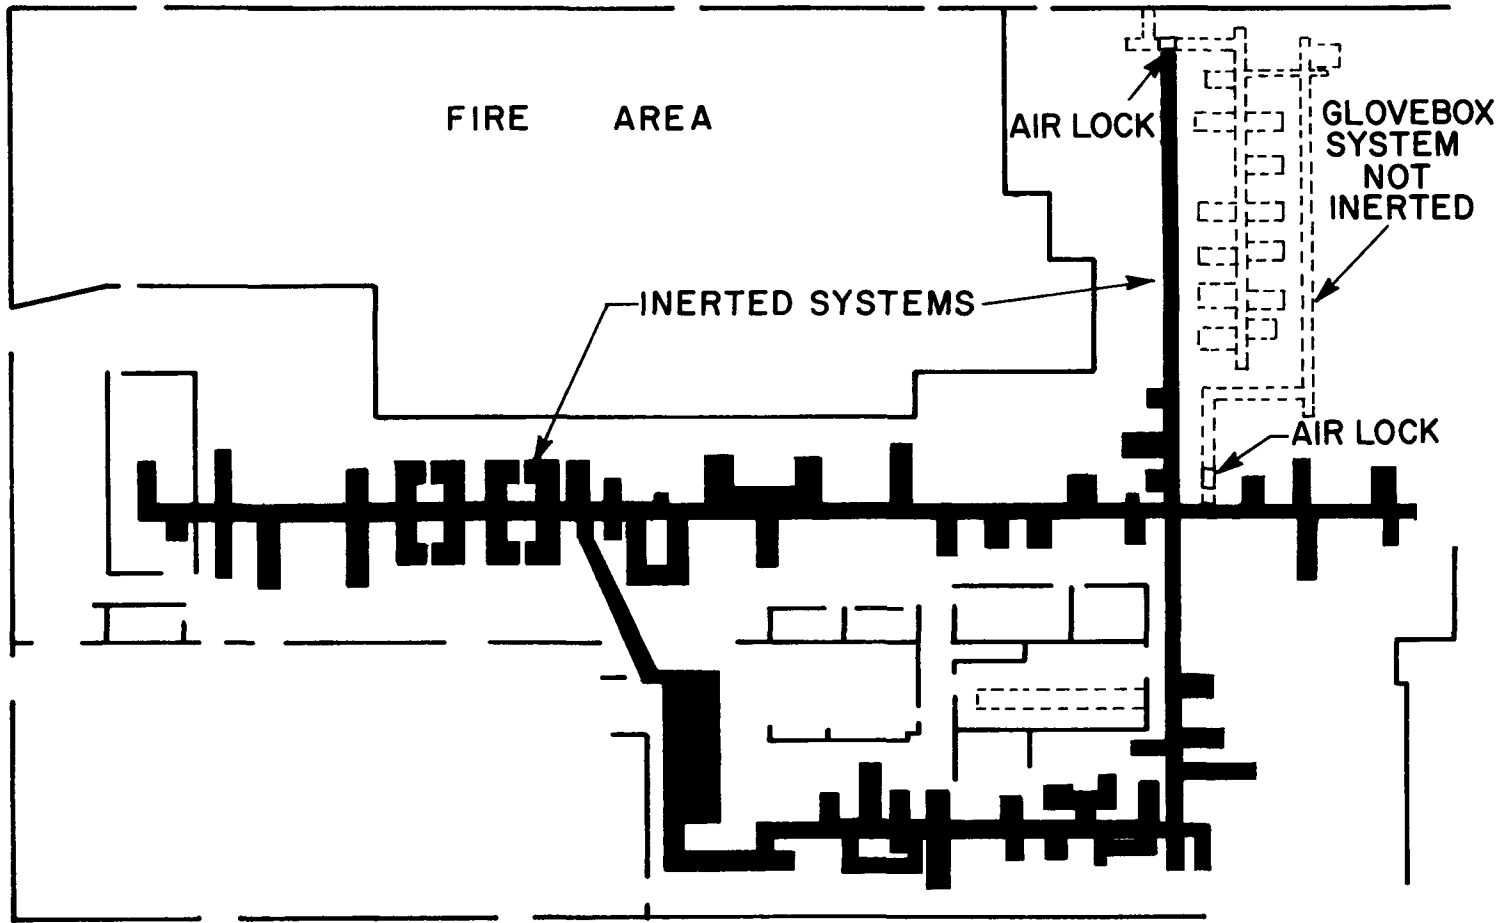 FIRE AREA
AIR LOCK
GLOVEBOX
SYSTEM
NOT
INERTED
INERTED SYSTEMS
AIR LOCK